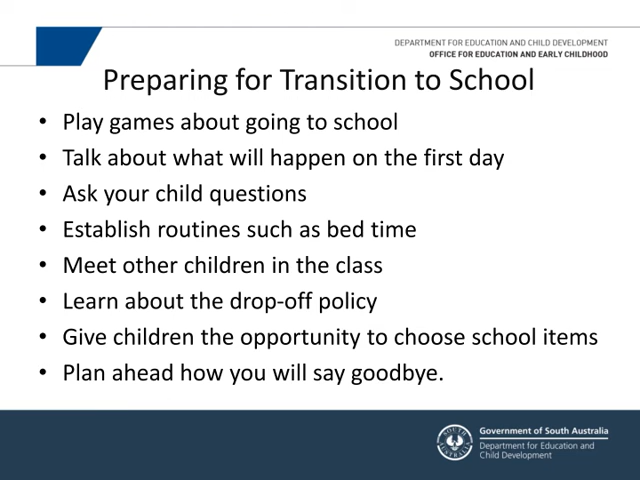 DEPARTMENT FOR EDUCATION AND CHILD DEVELOPMENT
OFFICE FOR EDUCATION AND EARLY CHILDHOOD
Preparing for Transition to School
• Play games about going to school
• Talk about what will happen on the first day
• Ask your child questions
• Establish routines such as bed time
• Meet other children in the class
• Learn about the drop-off policy
• Give children the opportunity to choose school items
• Plan ahead how you will say goodbye.
SOUTH AUSTRALIA
Government of South Australia
Department for Education and
Child Development